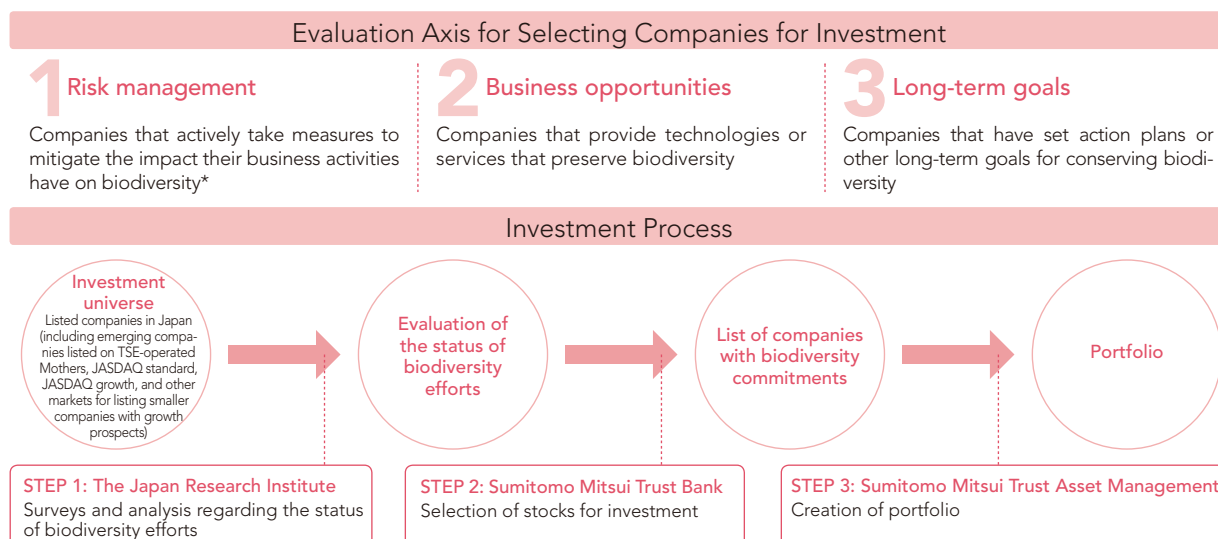 Evaluation Axis for Selecting Companies for Investment
1 Risk management
Companies that actively take measures to
mitigate the impact their business activities
have on biodiversity*
2 Business opportunities
Companies that provide technologies or
services that preserve biodiversity
3 Long-term goals
Companies that have set action plans or
other long-term goals for conserving biodi-
versity
Investment Process
Investment
universe
Listed companies in Japan
(including emerging compa-
nies listed on TSE-operated
Mothers, JASDAQ standard,
JASDAQ growth, and other
markets for listing smaller
companies with growth
prospects)
Evaluation of
the status of
biodiversity
efforts
List of companies
with biodiversity
commitments
Portfolio
STEP 1: The Japan Research Institute
Surveys and analysis regarding the status
of biodiversity efforts
STEP 2: Sumitomo Mitsui Trust Bank
Selection of stocks for investment
STEP 3: Sumitomo Mitsui Trust Asset Management
Creation of portfolio